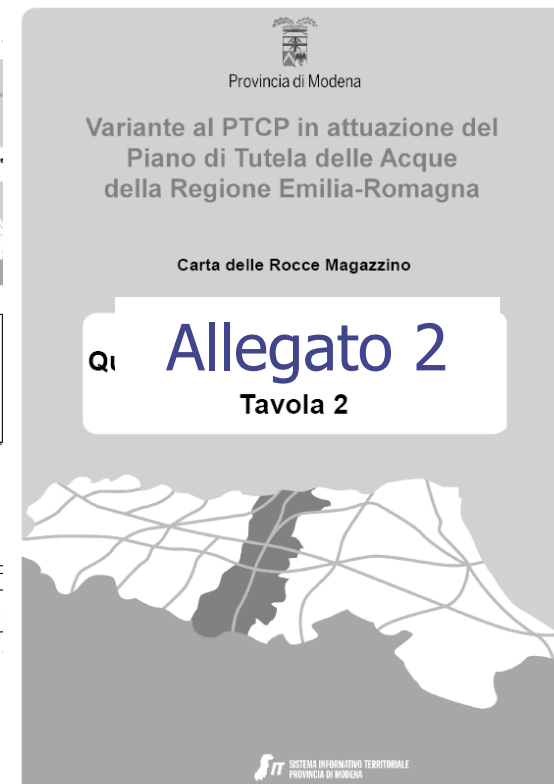 Provincia di Modena
Variante al PTCP in attuazione del
Piano di Tutela delle Acque
della Regione Emilia-Romagna
Carta delle Rocce Magazzino
Allegato 2
Tavola 2
SISTEMA INFORMATIVO TERRITORIALE
PROVINCIA DI MODENA